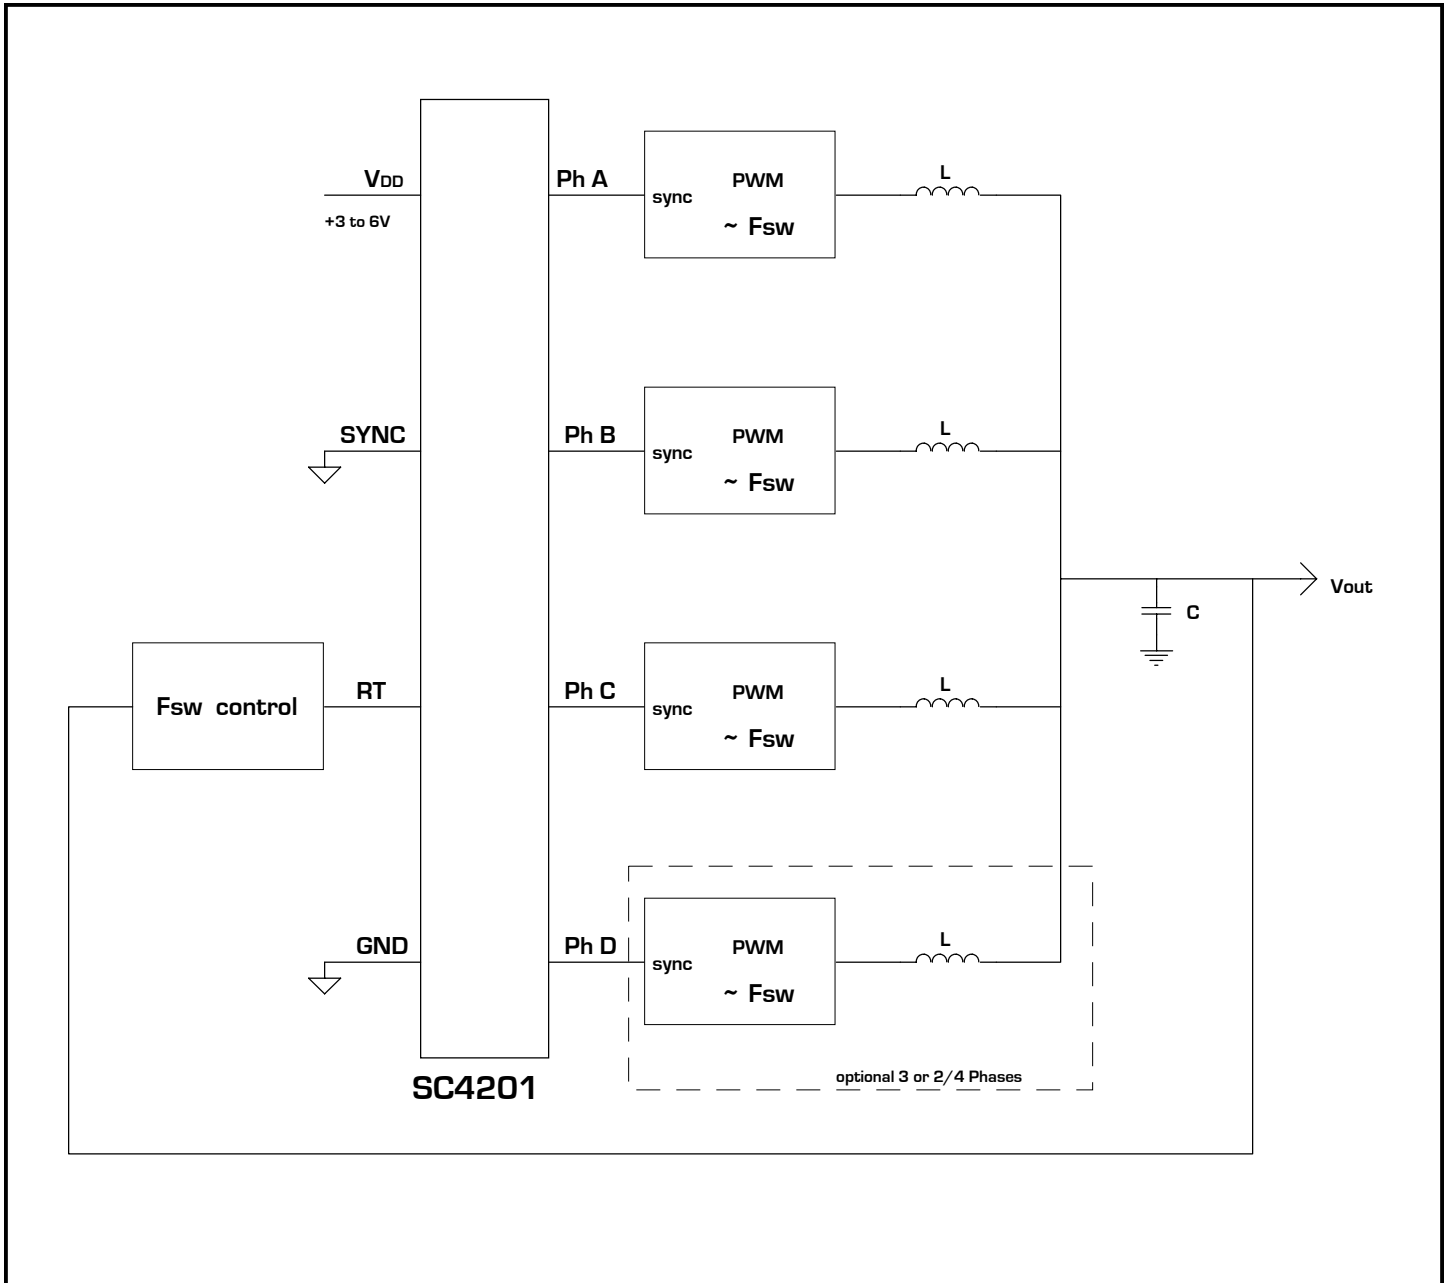 VDD
+3 to 6V
Ph A
sync
PWM
~ Fsw
L
SYNC
Ph B
sync
PWM
~ Fsw
L
Vout
C
Fsw control
RT
Ph C
sync
PWM
~ Fsw
L
GND
Ph D
sync
PWM
~ Fsw
L
optional 3 or 2/4 Phases
SC4201